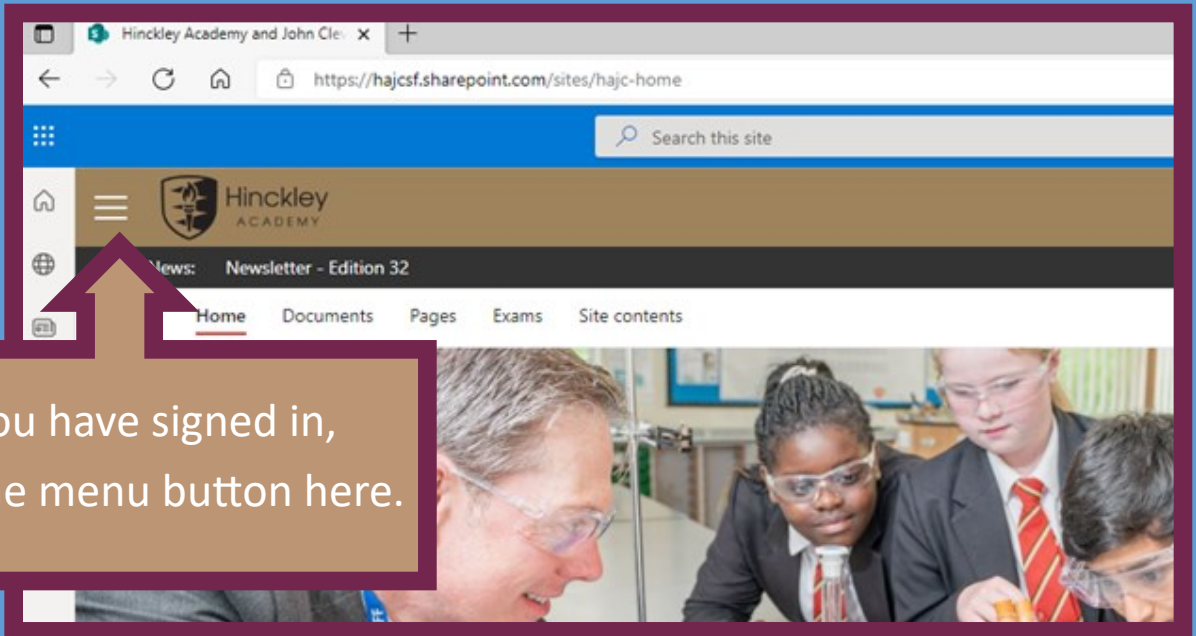 Hinckley Academy and John Cle
https://hajcsf.sharepoint.com/sites/hajc-home
Search this site
Hinckley
ACADEMY
News: Newsletter - Edition 32
Home Documents Pages Exams Site contents
you have signed in,
menu button here.